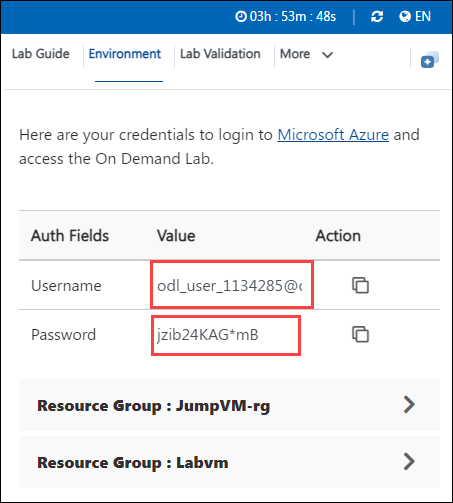 03h : 53m : 48s EN
Lab Guide Environment Lab Validation More
Here are your credentials to login to Microsoft Azure and
access the On Demand Lab.
Auth Fields Value Action
Username odl_user_1134285@
Password jzib24KAG*mB
Resource Group : JumpVM-rg
Resource Group : Labvm